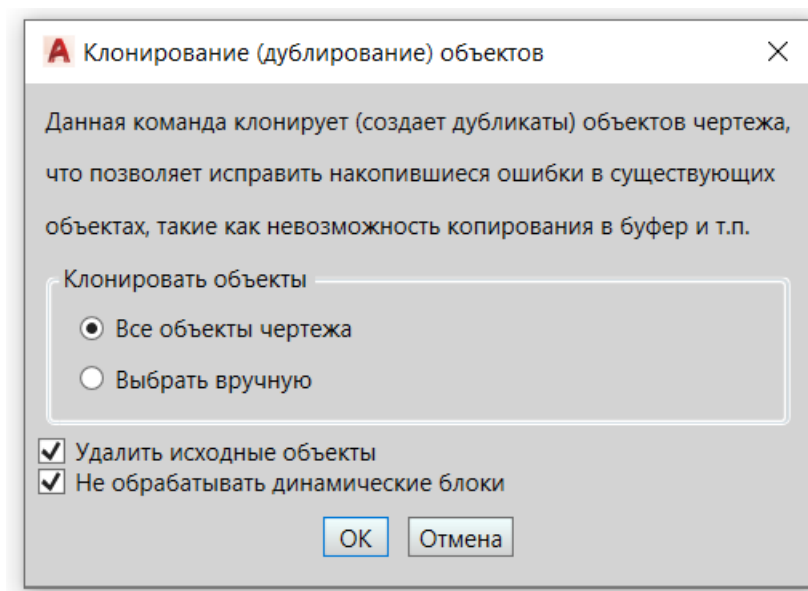 Клонирование (дублирование) объектов
Данная команда клонирует (создает дубликаты) объектов чертежа,
что позволяет исправить накопившиеся ошибки в существующих
объектах, такие как невозможность копирования в буфер и т.п.
Клонировать объекты
Все объекты чертежа
Выбрать вручную
Удалить исходные объекты
Не обрабатывать динамические блоки
ОК Отмена